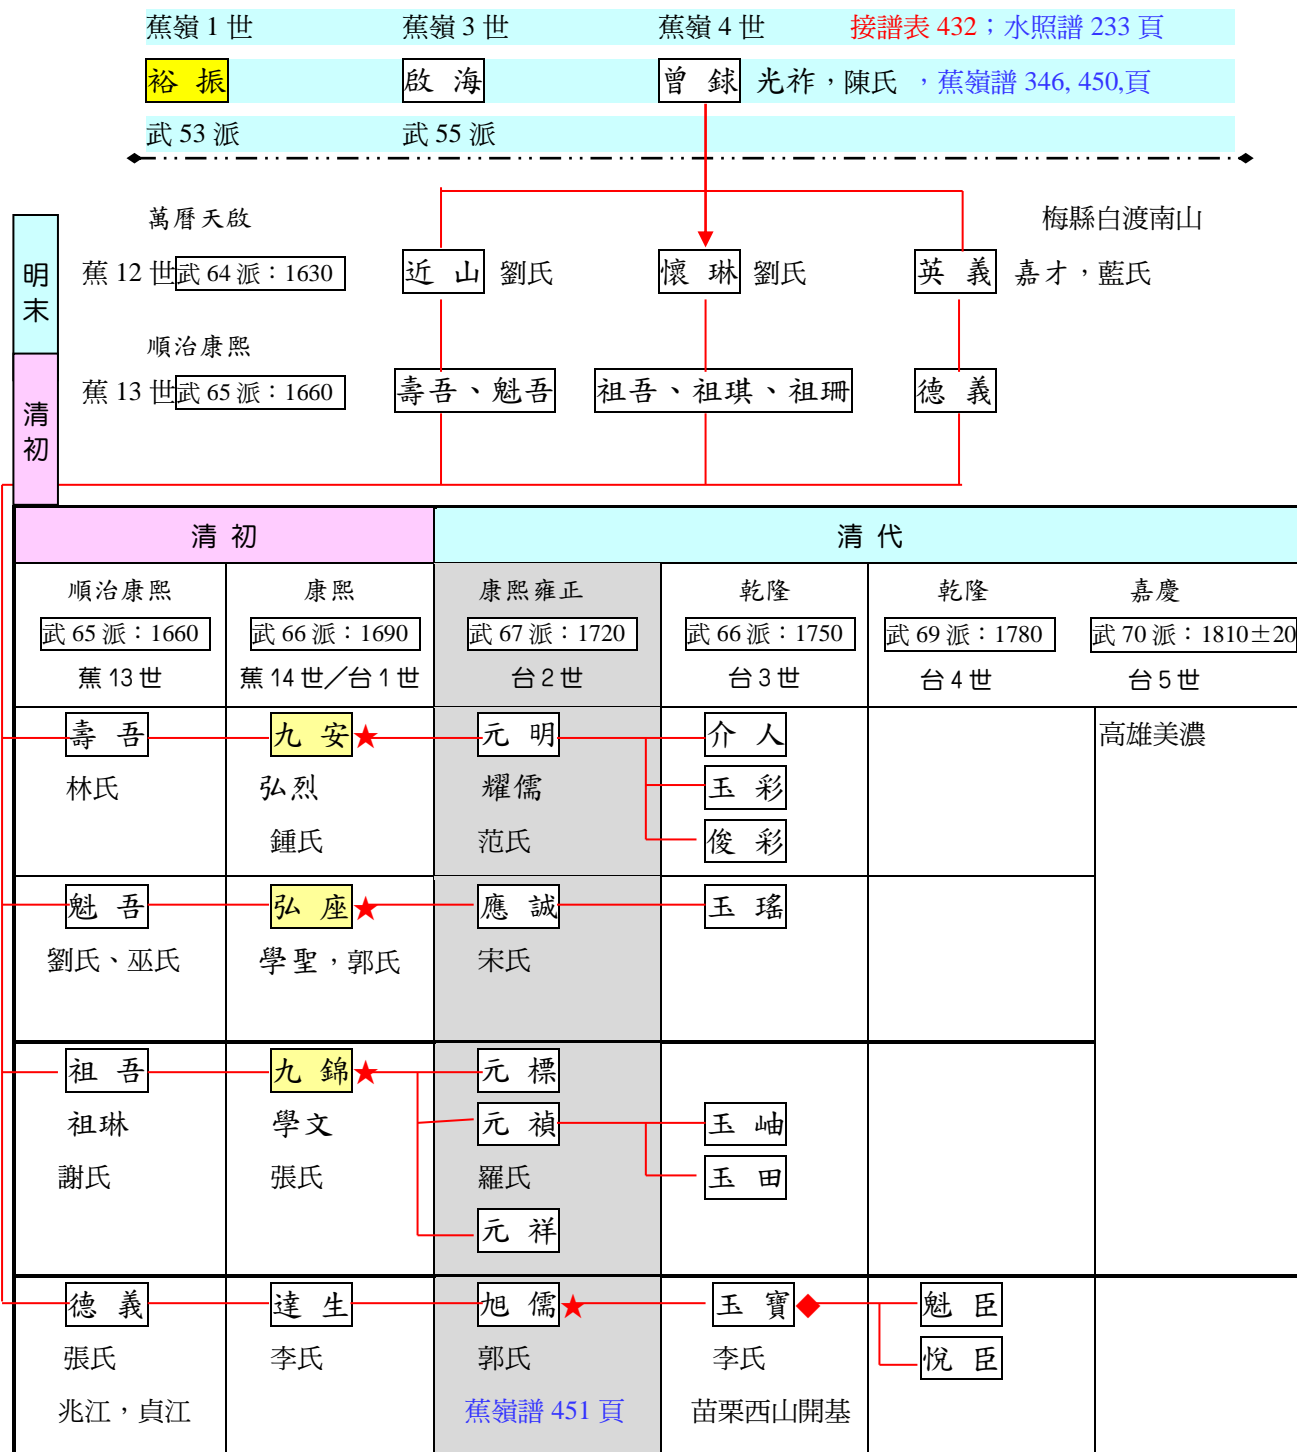 蕉嶺 1 世 蕉嶺 3 世 蕉嶺 4 世 接譜表 432；水照譜 233 頁
裕 振 啟 海 曾 銶 光祚，陳氏 ，蕉嶺譜 346, 450,頁
武 53 派 武 55 派
萬曆天啟 梅縣白渡南山
明末
蕉 12 世 武 64 派：1630 近 山 劉氏 懷 琳 劉氏 英 義 嘉才，藍氏
順治康熙
清初
蕉 13 世 武 65 派：1660 壽吾、魁吾 祖吾、祖琪、祖珊 德 義
清 初 清 代
順治康熙 康熙 康熙雍正 乾隆 乾隆 嘉慶
武 65 派：1660 武 66 派：1690 武 67 派：1720 武 66 派：1750 武 69 派：1780 武 70 派：1810±20
蕉 13 世 蕉 14 世／台 1 世 台 2 世 台 3 世 台 4 世 台 5 世
壽 吾 九 安★ 元 明 介 人 高雄美濃
林氏 弘烈 耀儒 玉 彩
鍾氏 范氏 俊 彩
魁 吾 弘 座★ 應 誠 玉 瑤
劉氏、巫氏 學聖，郭氏 宋氏
祖 吾 九 錦★ 元 標
祖琳 學文 元 禎 玉 岫
謝氏 張氏 羅氏 玉 田
元 祥
德 義 達 生 旭 儒★ 玉 寶◆ 魁 臣
張氏 李氏 郭氏 李氏 悅 臣
兆江，貞江 蕉嶺譜 451 頁 苗栗西山開基